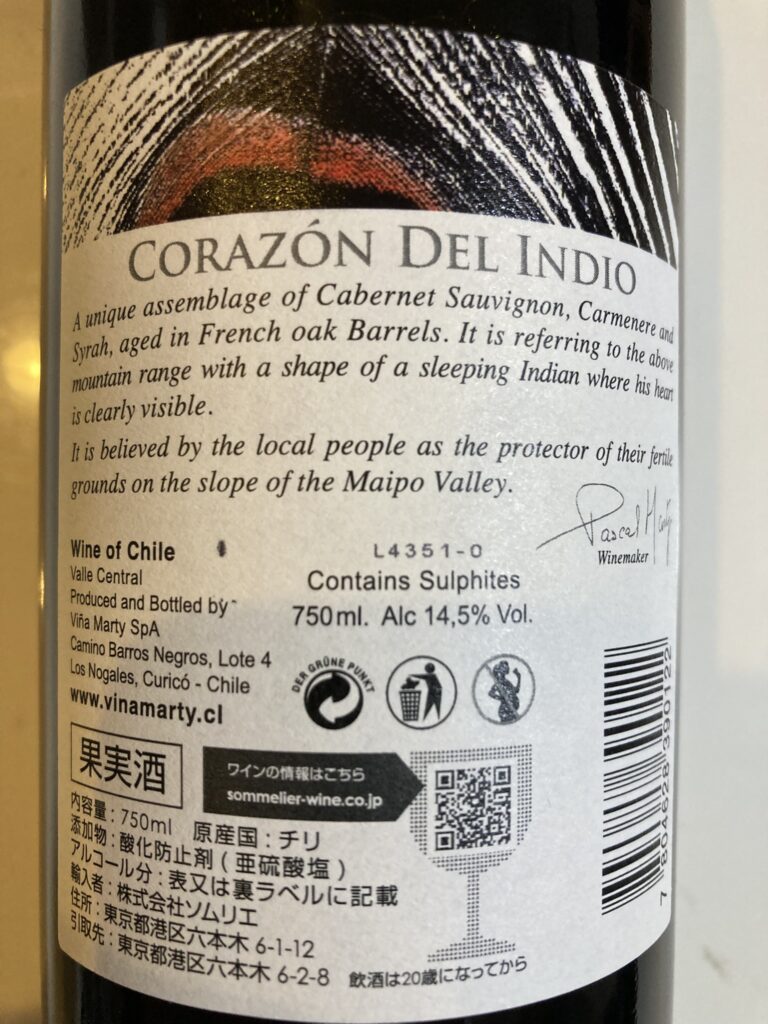 CORAZÓN DEL INDIO
A unique assemblage of Cabernet Sauvignon, Carmenere and
Syrah, aged in French oak Barrels. It is referring to the above
mountain range with a shape of a sleeping Indian where his heart
is clearly visible.
It is believed by the local people as the protector of their fertile
grounds on the slope of the Maipo Valley.
Pascal Marty
Winemaker
Wine of Chile
Valle Central
Produced and Bottled by
Viña Marty SpA
Camino Barros Negros, Lote 4
Los Nogales, Curicó - Chile
www.vinamarty.cl
L4351-0
Contains Sulphites
750ml. Alc 14,5% Vol.
DER GRÜNE PUNKT
果実酒
ワインの情報はこちら
sommelier-wine.co.jp
内容量：750ml 原産国：チリ
添加物：酸化防止剤（亜硫酸塩）
アルコール分：表又は裏ラベルに記載
輸入者：株式会社ソムリエ
住所：東京都港区六本木 6-1-12
引取先：東京都港区六本木 6-2-8 飲酒は20歳になってから
7 804628 390122